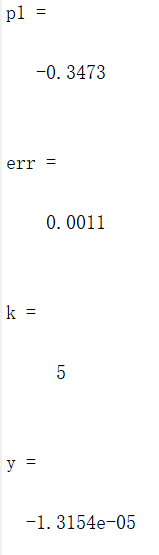 p1 =
-0.3473
err =
0.0011
k =
5
y =
-1.3154e-05